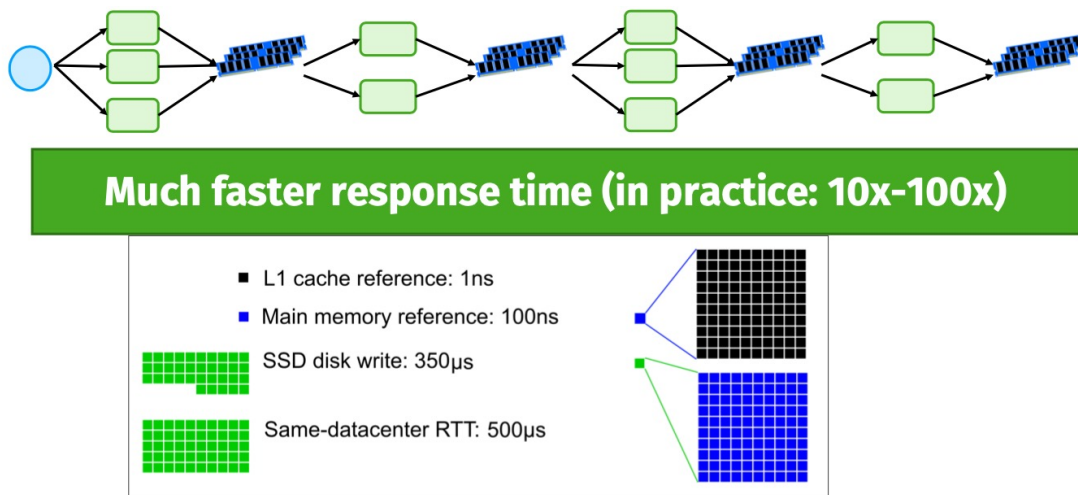 Much faster response time (in practice: 10x-100x)
L1 cache reference: 1ns
Main memory reference: 100ns
SSD disk write: 350µs
Same-datacenter RTT: 500µs